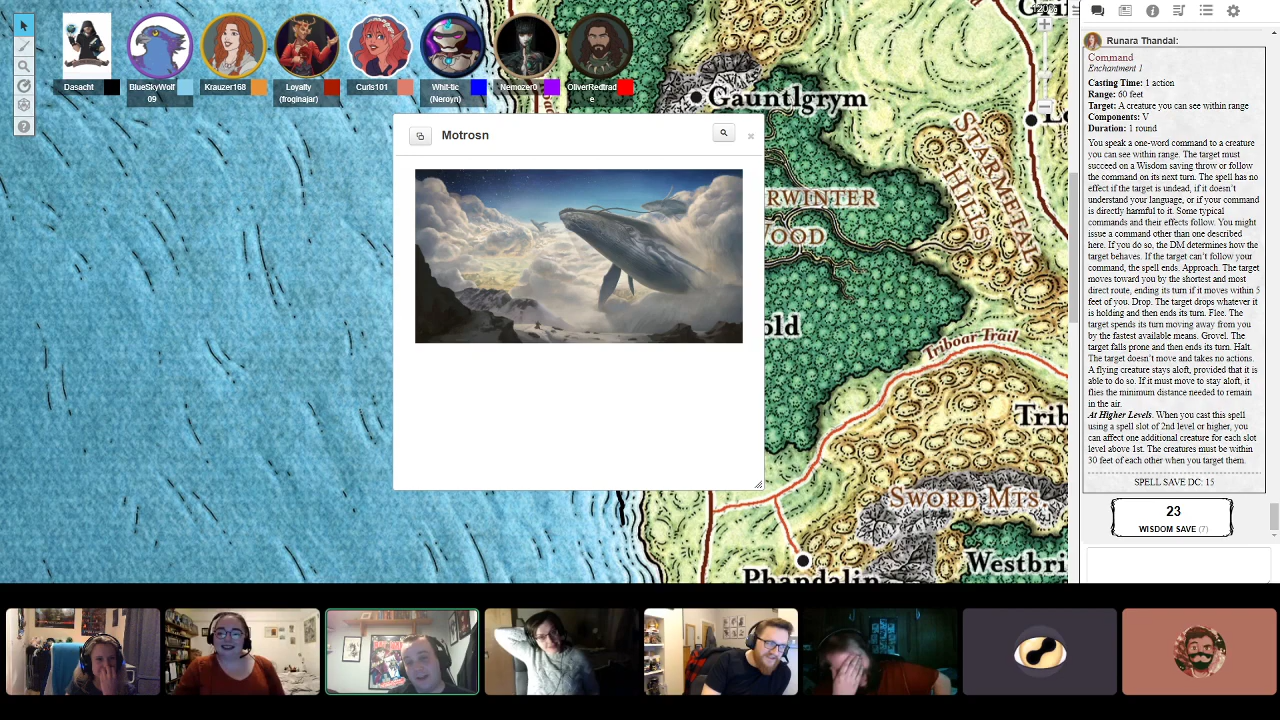 120%
Dasacht
BlueSkyWolf
09
Krauzer168
Loyalty
(froginajar)
Curls101
Whit-tic
(Neroyn)
Nemozer0
OliverRedtrad
e
Motrosn
×
Gauntlgrym
STARMETAL
HILLS
RWINTER
WOOD
old
Triboar Trail
Trib
SWORD MTS.
Westbri
Phandalin
Runara Thandal:
Command
Enchantment 1
Casting Time: 1 action
Range: 60 feet
Target: A creature you can see within range
Components: V
Duration: 1 round
You speak a one-word command to a creature
you can see within range. The target must
succeed on a Wisdom saving throw or follow
the command on its next turn. The spell has no
effect if the target is undead, if it doesn't
understand your language, or if your command
is directly harmful to it. Some typical
commands and their effects follow. You might
issue a command other than one described
here. If you do so, the DM determines how the
target behaves. If the target can't follow your
command, the spell ends. Approach. The target
moves toward you by the shortest and most
direct route, ending its turn if it moves within 5
feet of you. Drop. The target drops whatever it
is holding and then ends its turn. Flee. The
target spends its turn moving away from you
by the fastest available means. Grovel. The
target falls prone and then ends its turn. Halt.
The target doesn't move and takes no actions.
A flying creature stays aloft, provided that it is
able to do so. If it must move to stay aloft, it
flies the minimum distance needed to remain
in the air.
At Higher Levels. When you cast this spell
using a spell slot of 2nd level or higher, you
can affect one additional creature for each slot
level above 1st. The creatures must be within
30 feet of each other when you target them.
SPELL SAVE DC: 15
23
WISDOM SAVE (7)